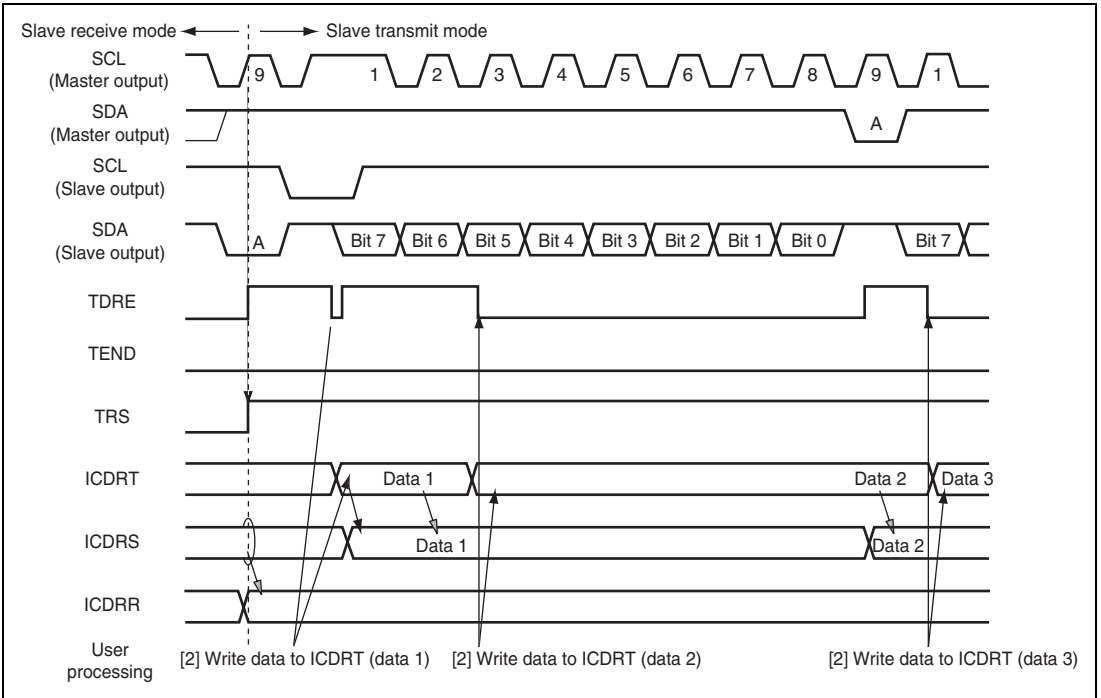 Slave receive mode
Slave transmit mode
SCL
(Master output)
9
1
2
3
4
5
6
7
8
9
1
SDA
(Master output)
A
SCL
(Slave output)
SDA
(Slave output)
A
Bit 7
Bit 6
Bit 5
Bit 4
Bit 3
Bit 2
Bit 1
Bit 0
Bit 7
TDRE
TEND
TRS
ICDRT
Data 1
Data 2
Data 3
ICDRS
Data 1
Data 2
ICDRR
User
processing
[2] Write data to ICDRT (data 1)
[2] Write data to ICDRT (data 2)
[2] Write data to ICDRT (data 3)